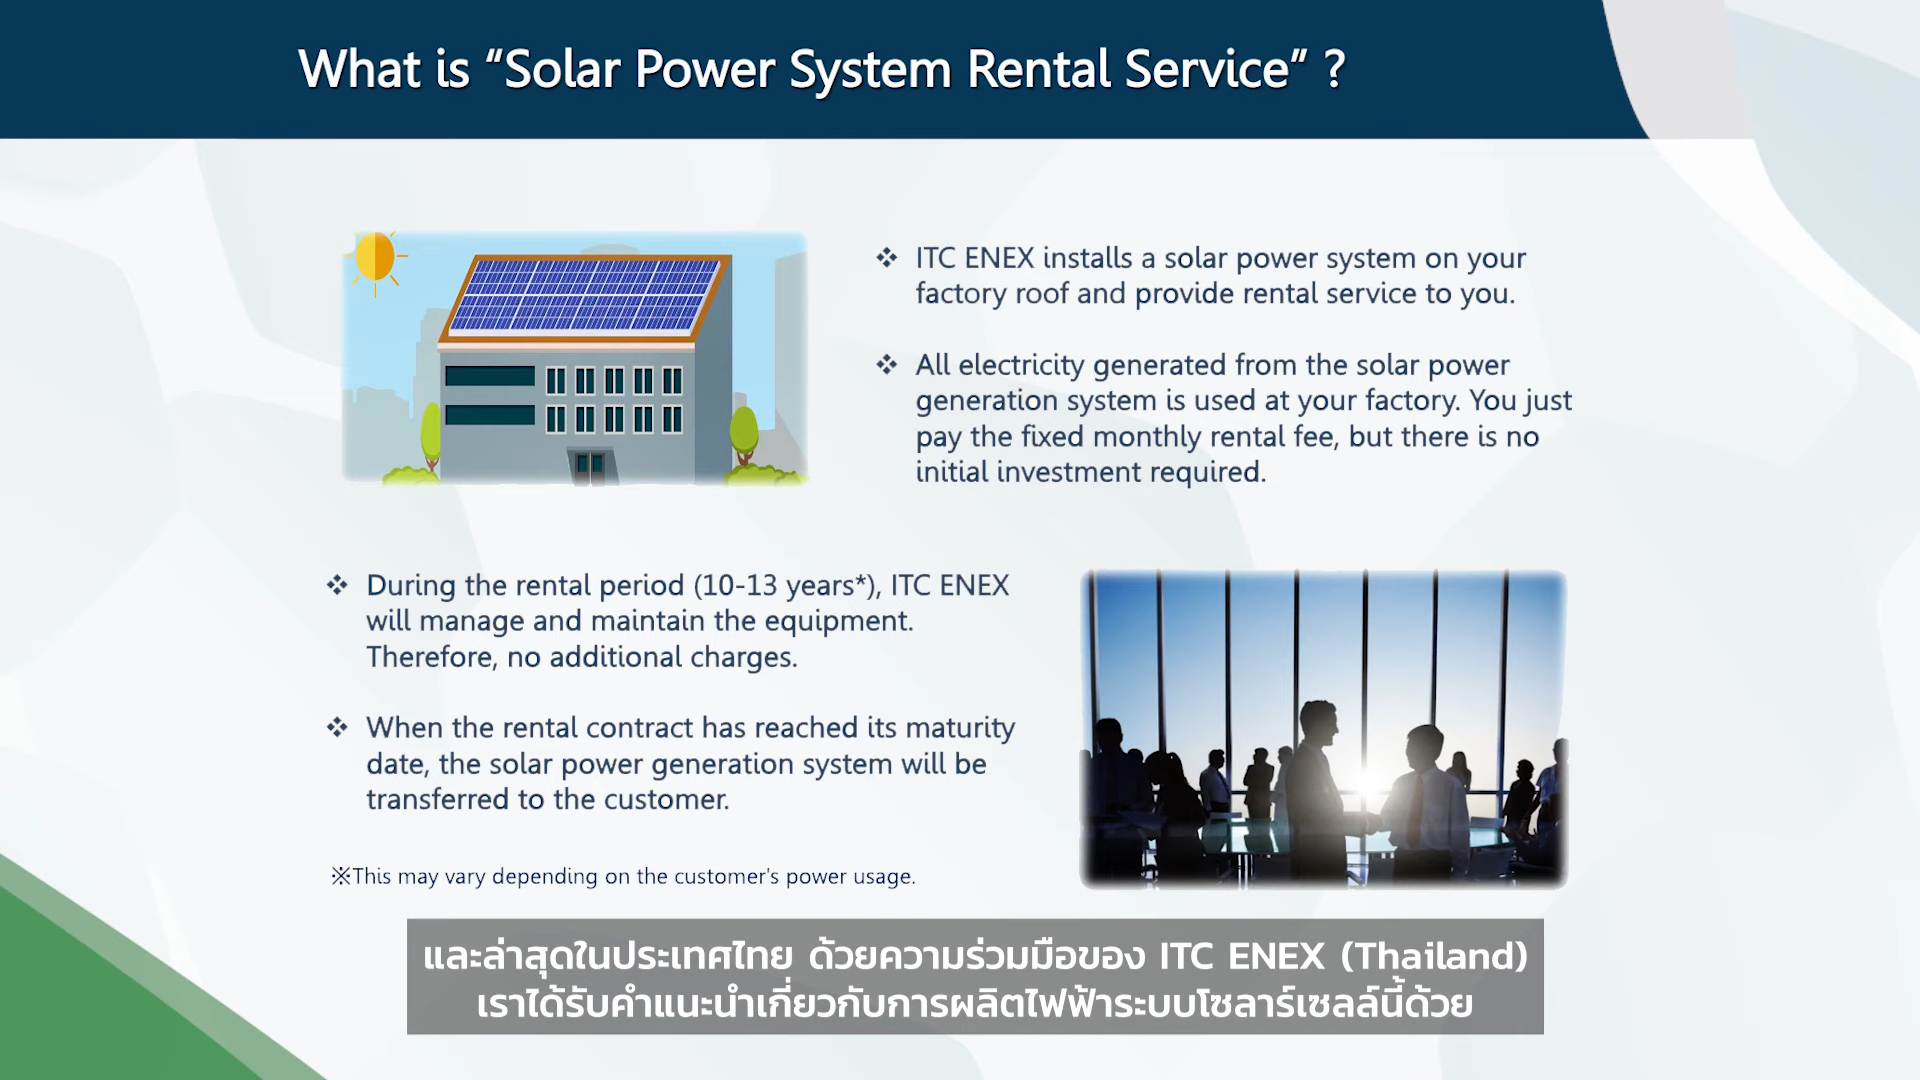 What is “Solar Power System Rental Service” ?
❖ ITC ENEX installs a solar power system on your
factory roof and provide rental service to you.
❖ All electricity generated from the solar power
generation system is used at your factory. You just
pay the fixed monthly rental fee, but there is no
initial investment required.
❖ During the rental period (10-13 years*), ITC ENEX
will manage and maintain the equipment.
Therefore, no additional charges.
❖ When the rental contract has reached its maturity
date, the solar power generation system will be
transferred to the customer.
※This may vary depending on the customer's power usage.
และล่าสุดในประเทศไทย ด้วยความร่วมมือของ ITC ENEX (Thailand)
เราได้รับคำแนะนำเกี่ยวกับการผลิตไฟฟ้าระบบโซลาร์เซลล์นี้ด้วย